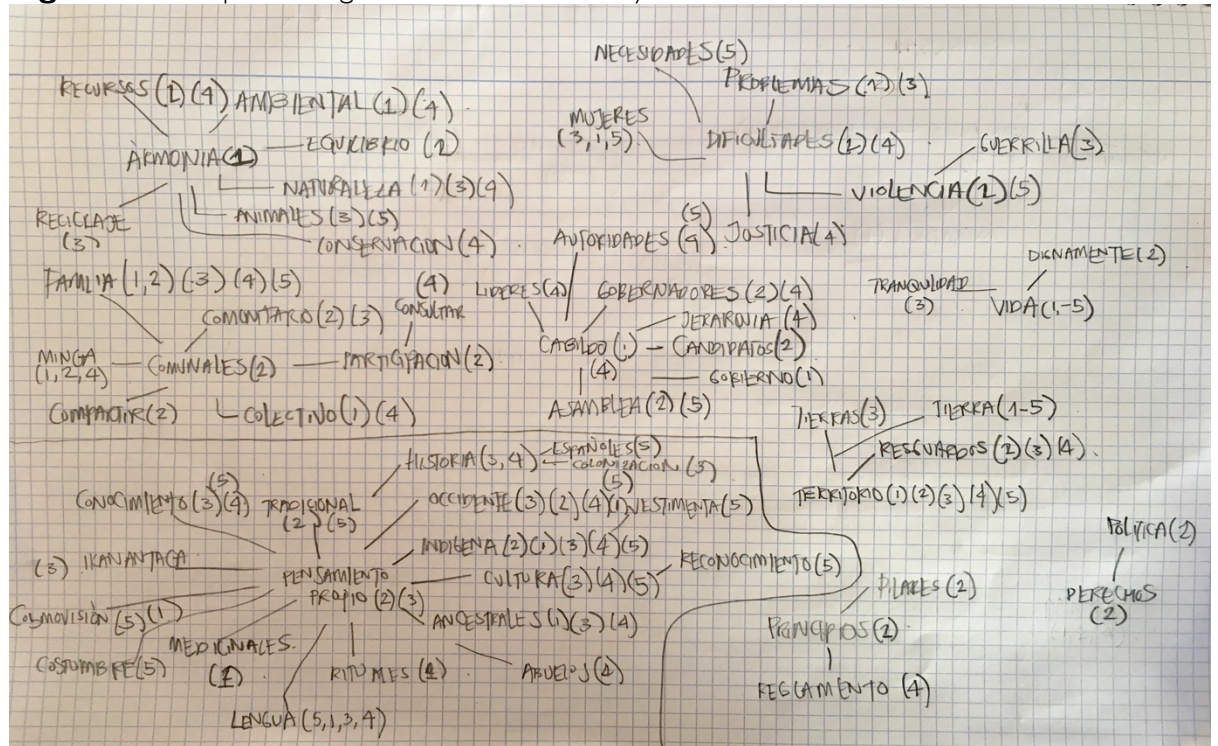 NECESIDADES (5)
RECURSOS (1) (4)
AMBIENTAL (1) (4)
PROBLEMAS (2) (3)
MUJERES
(3,1,5)
ARMONIA (1)
EQUILIBRIO (2)
DIFICULTADES (2) (4)
GUERRILLA (3)
NATURALEZA (1) (3) (4)
VIOLENCIA (2) (5)
RECICLAJE
(3)
ANIMALES (3) (5)
CONSERVACION (4)
(5)
AUTORIDADES (4)
JUSTICIA (4)
DIGNAMENTE (2)
FAMILIA (1,2) (3) (4) (5)
(4)
CONSULTAR
LIDERES (4)
GOBERNADORES (2) (4)
TRANQUILIDAD
(3)
VIDA (1-5)
COMUNITARIO (2) (3)
JERARQUIA (4)
MINGA
(1,2,4)
COMUNALES (2)
PARTICIPACION (2)
CABILDO (1)
(4)
CANDIDATOS (2)
GOBIERNO (1)
COMPARTIR (2)
COLECTIVO (1) (4)
ASAMBLEA (2) (5)
TIERRAS (3)
TIERRA (1-5)
RESGUARDOS (2) (3) (4)
TERRITORIO (1) (2) (3) (4) (5)
HISTORIA (3,4)
ESPAÑOLES (5)
COLONIZACION (3)
(5)
(5)
CONOCIMIENTO (3) (4)
TRADICIONAL
(2) (5)
OCCIDENTE (3) (2) (4) (1)
VESTIMENTA (5)
INDIGENA (2) (1) (3) (4) (5)
POLITICA (2)
(3) IKANANTAGA
PENSAMIENTO
PROPIO (2) (3)
CULTURA (3) (4) (5)
RECONOCIMIENTO (5)
PILARES (2)
DERECHOS
(2)
COSMOVISIÓN (5) (1)
ANCESTRALES (1) (3) (4)
PRINCIPIOS (2)
COSTUMBRE (5)
MEDICINALES
(1)
RITUALES (1)
ABUELOS (4)
REGLAMENTO (4)
LENGUA (5,1,3,4)